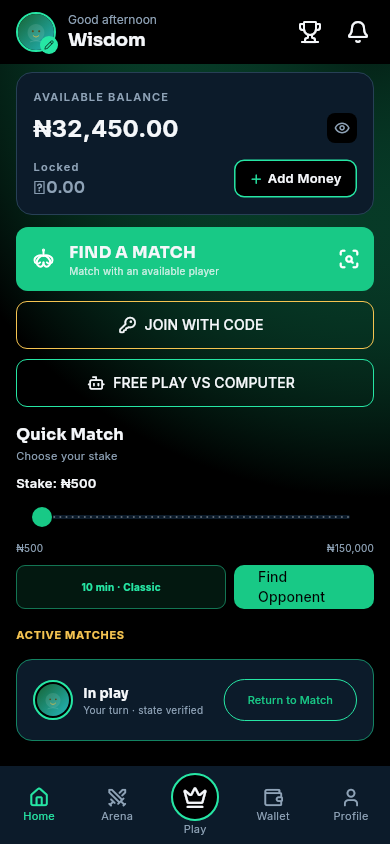 Good afternoon
Wisdom
AVAILABLE BALANCE
₦32,450.00
Locked
0.00
+ Add Money
FIND A MATCH
Match with an available player
JOIN WITH CODE
FREE PLAY VS COMPUTER
Quick Match
Choose your stake
Stake: ₦500
₦500 ₦150,000
10 min · Classic
Find
Opponent
ACTIVE MATCHES
In play
Your turn · state verified
Return to Match
Home Arena Play Wallet Profile